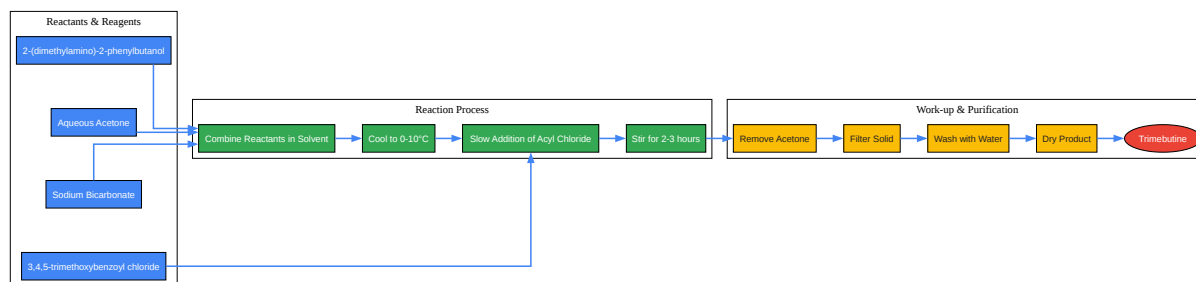 Reactants & Reagents
2-(dimethylamino)-2-phenylbutanol
Aqueous Acetone
Sodium Bicarbonate
3,4,5-trimethoxybenzoyl chloride
Reaction Process
Combine Reactants in Solvent
Cool to 0-10°C
Slow Addition of Acyl Chloride
Stir for 2-3 hours
Work-up & Purification
Remove Acetone
Filter Solid
Wash with Water
Dry Product
Trimebutine